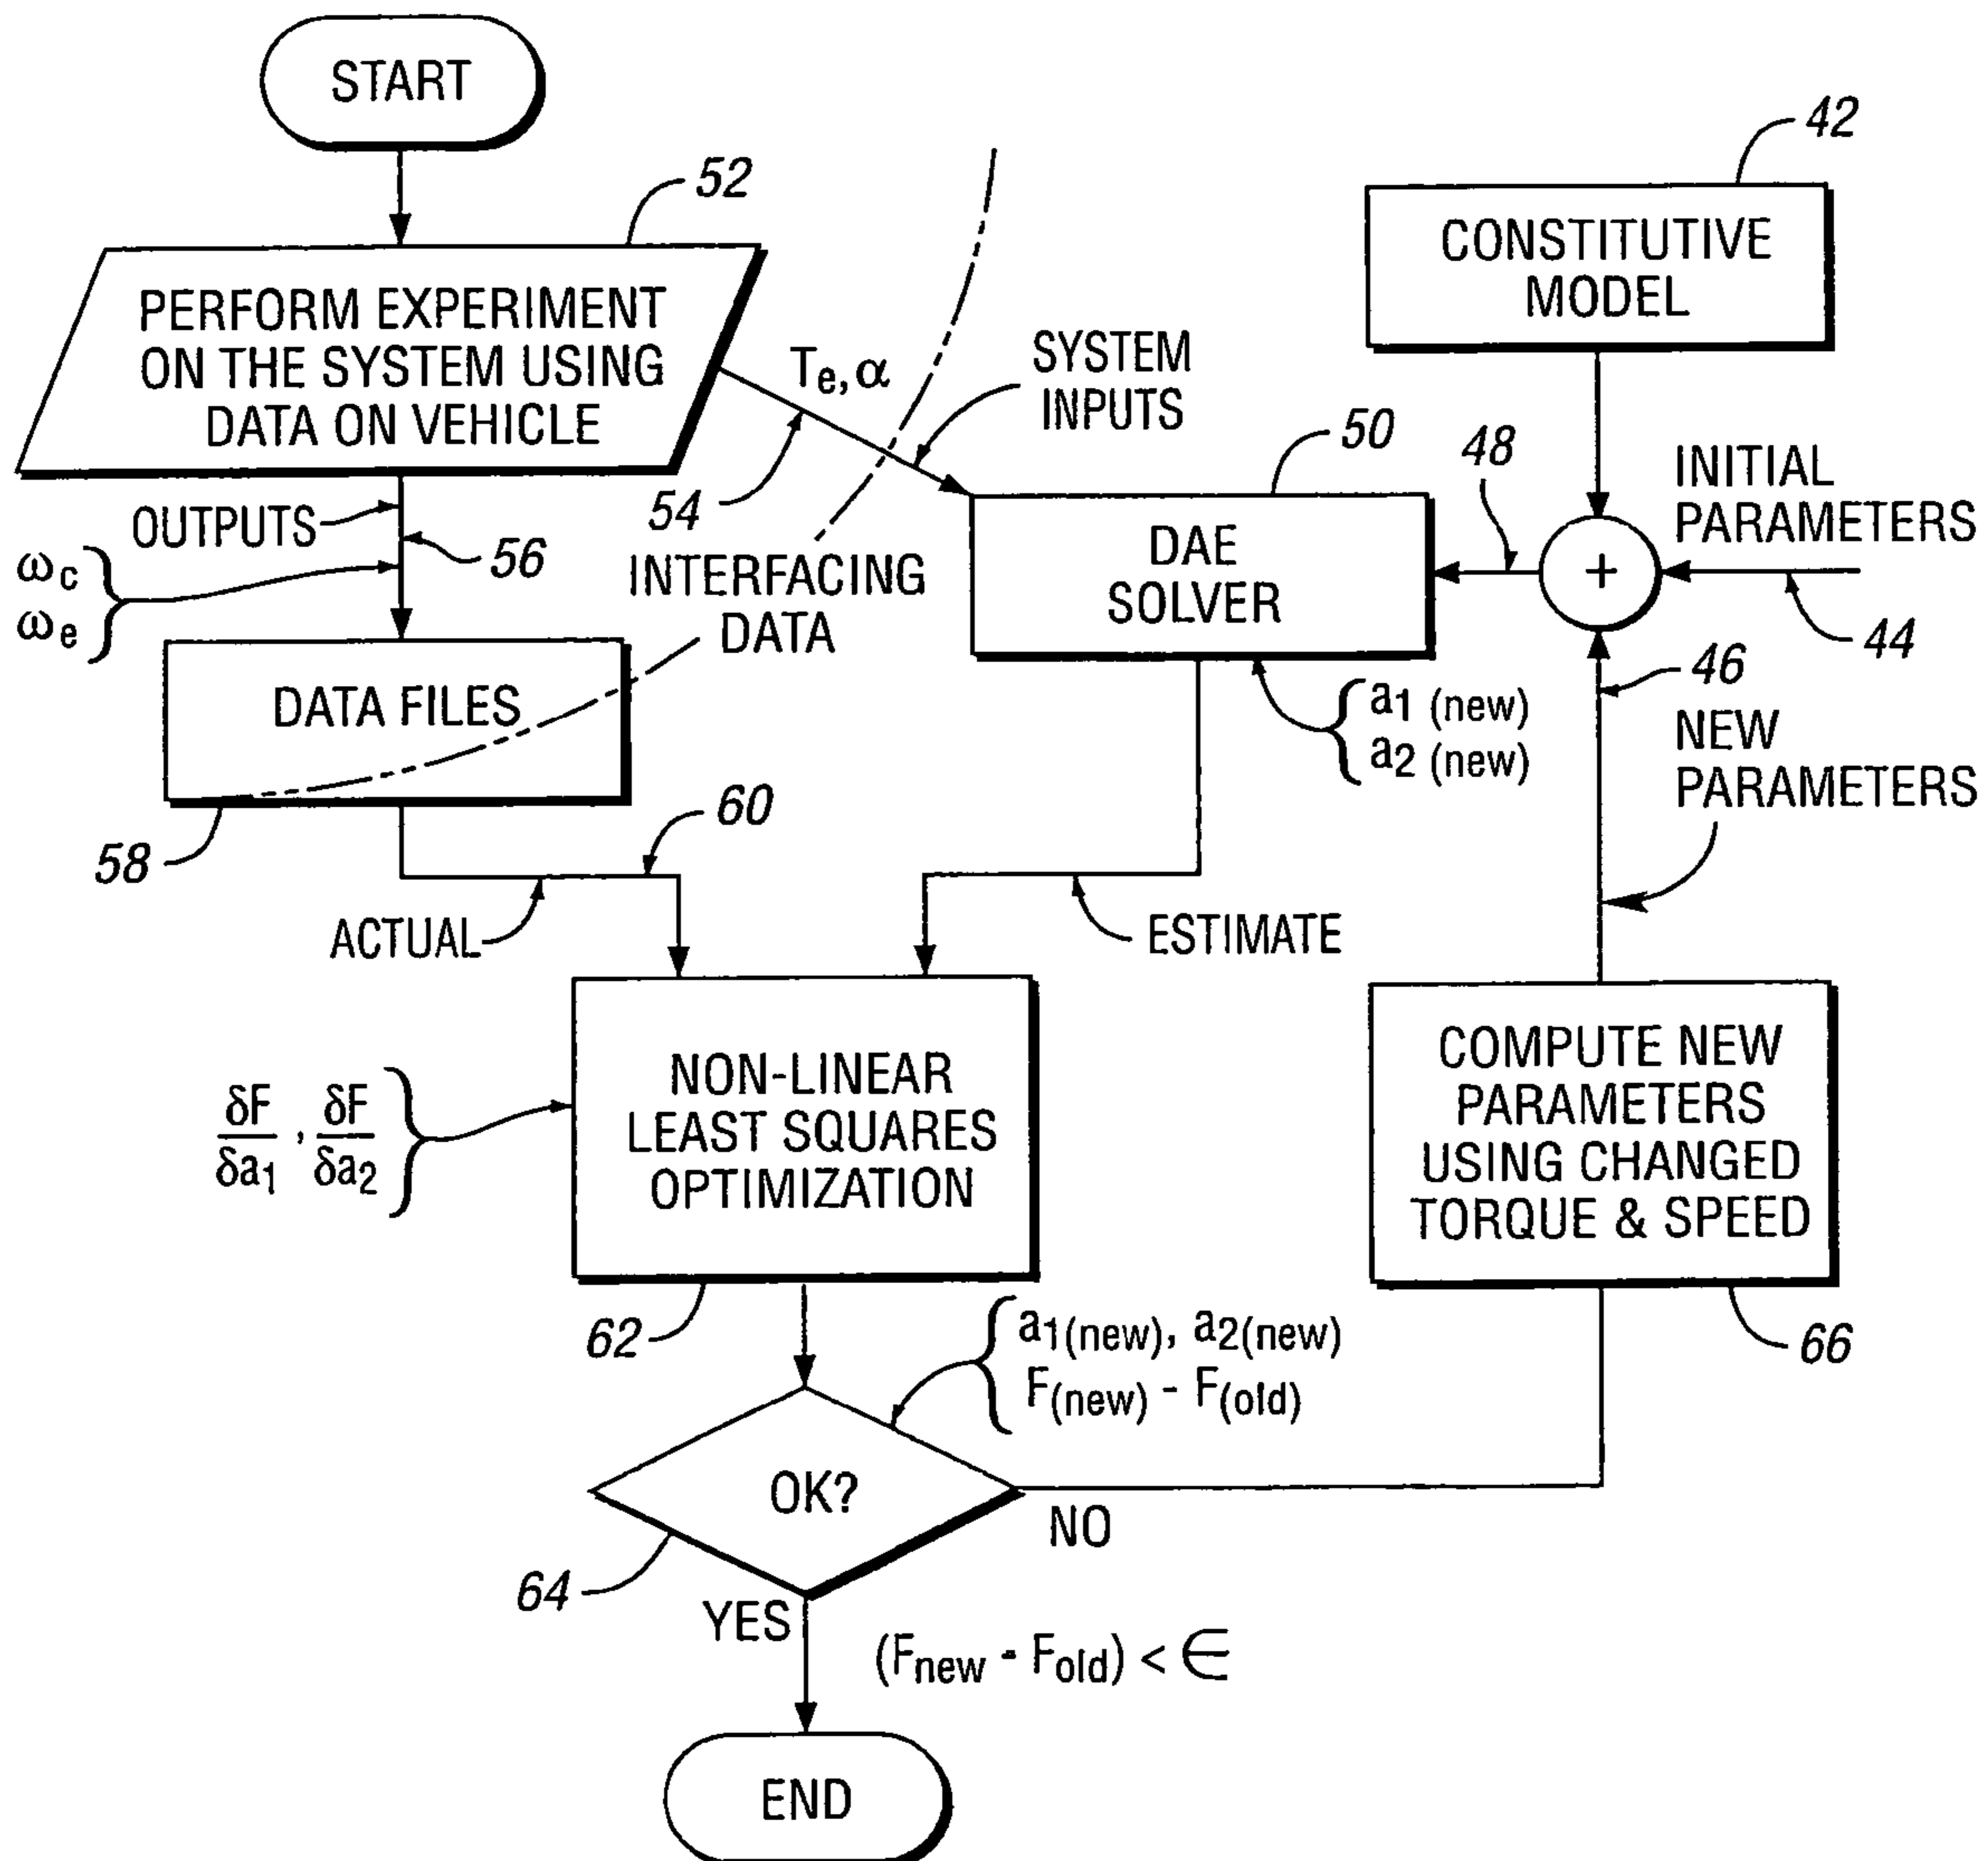 START
52
PERFORM EXPERIMENT
ON THE SYSTEM USING
DATA ON VEHICLE
Te, α
54
SYSTEM
INPUTS
42
CONSTITUTIVE
MODEL
50
48
INITIAL
PARAMETERS
OUTPUTS
56
ωc
ωe
INTERFACING
DATA
DAE
SOLVER
+
44
46
a1 (new)
a2 (new)
NEW
PARAMETERS
DATA FILES
58
60
ACTUAL
ESTIMATE
δF/δa1 , δF/δa2
NON-LINEAR
LEAST SQUARES
OPTIMIZATION
62
COMPUTE NEW
PARAMETERS
USING CHANGED
TORQUE & SPEED
66
a1(new), a2(new)
F(new) - F(old)
OK?
NO
64
YES
(Fnew - Fold) < ∈
END